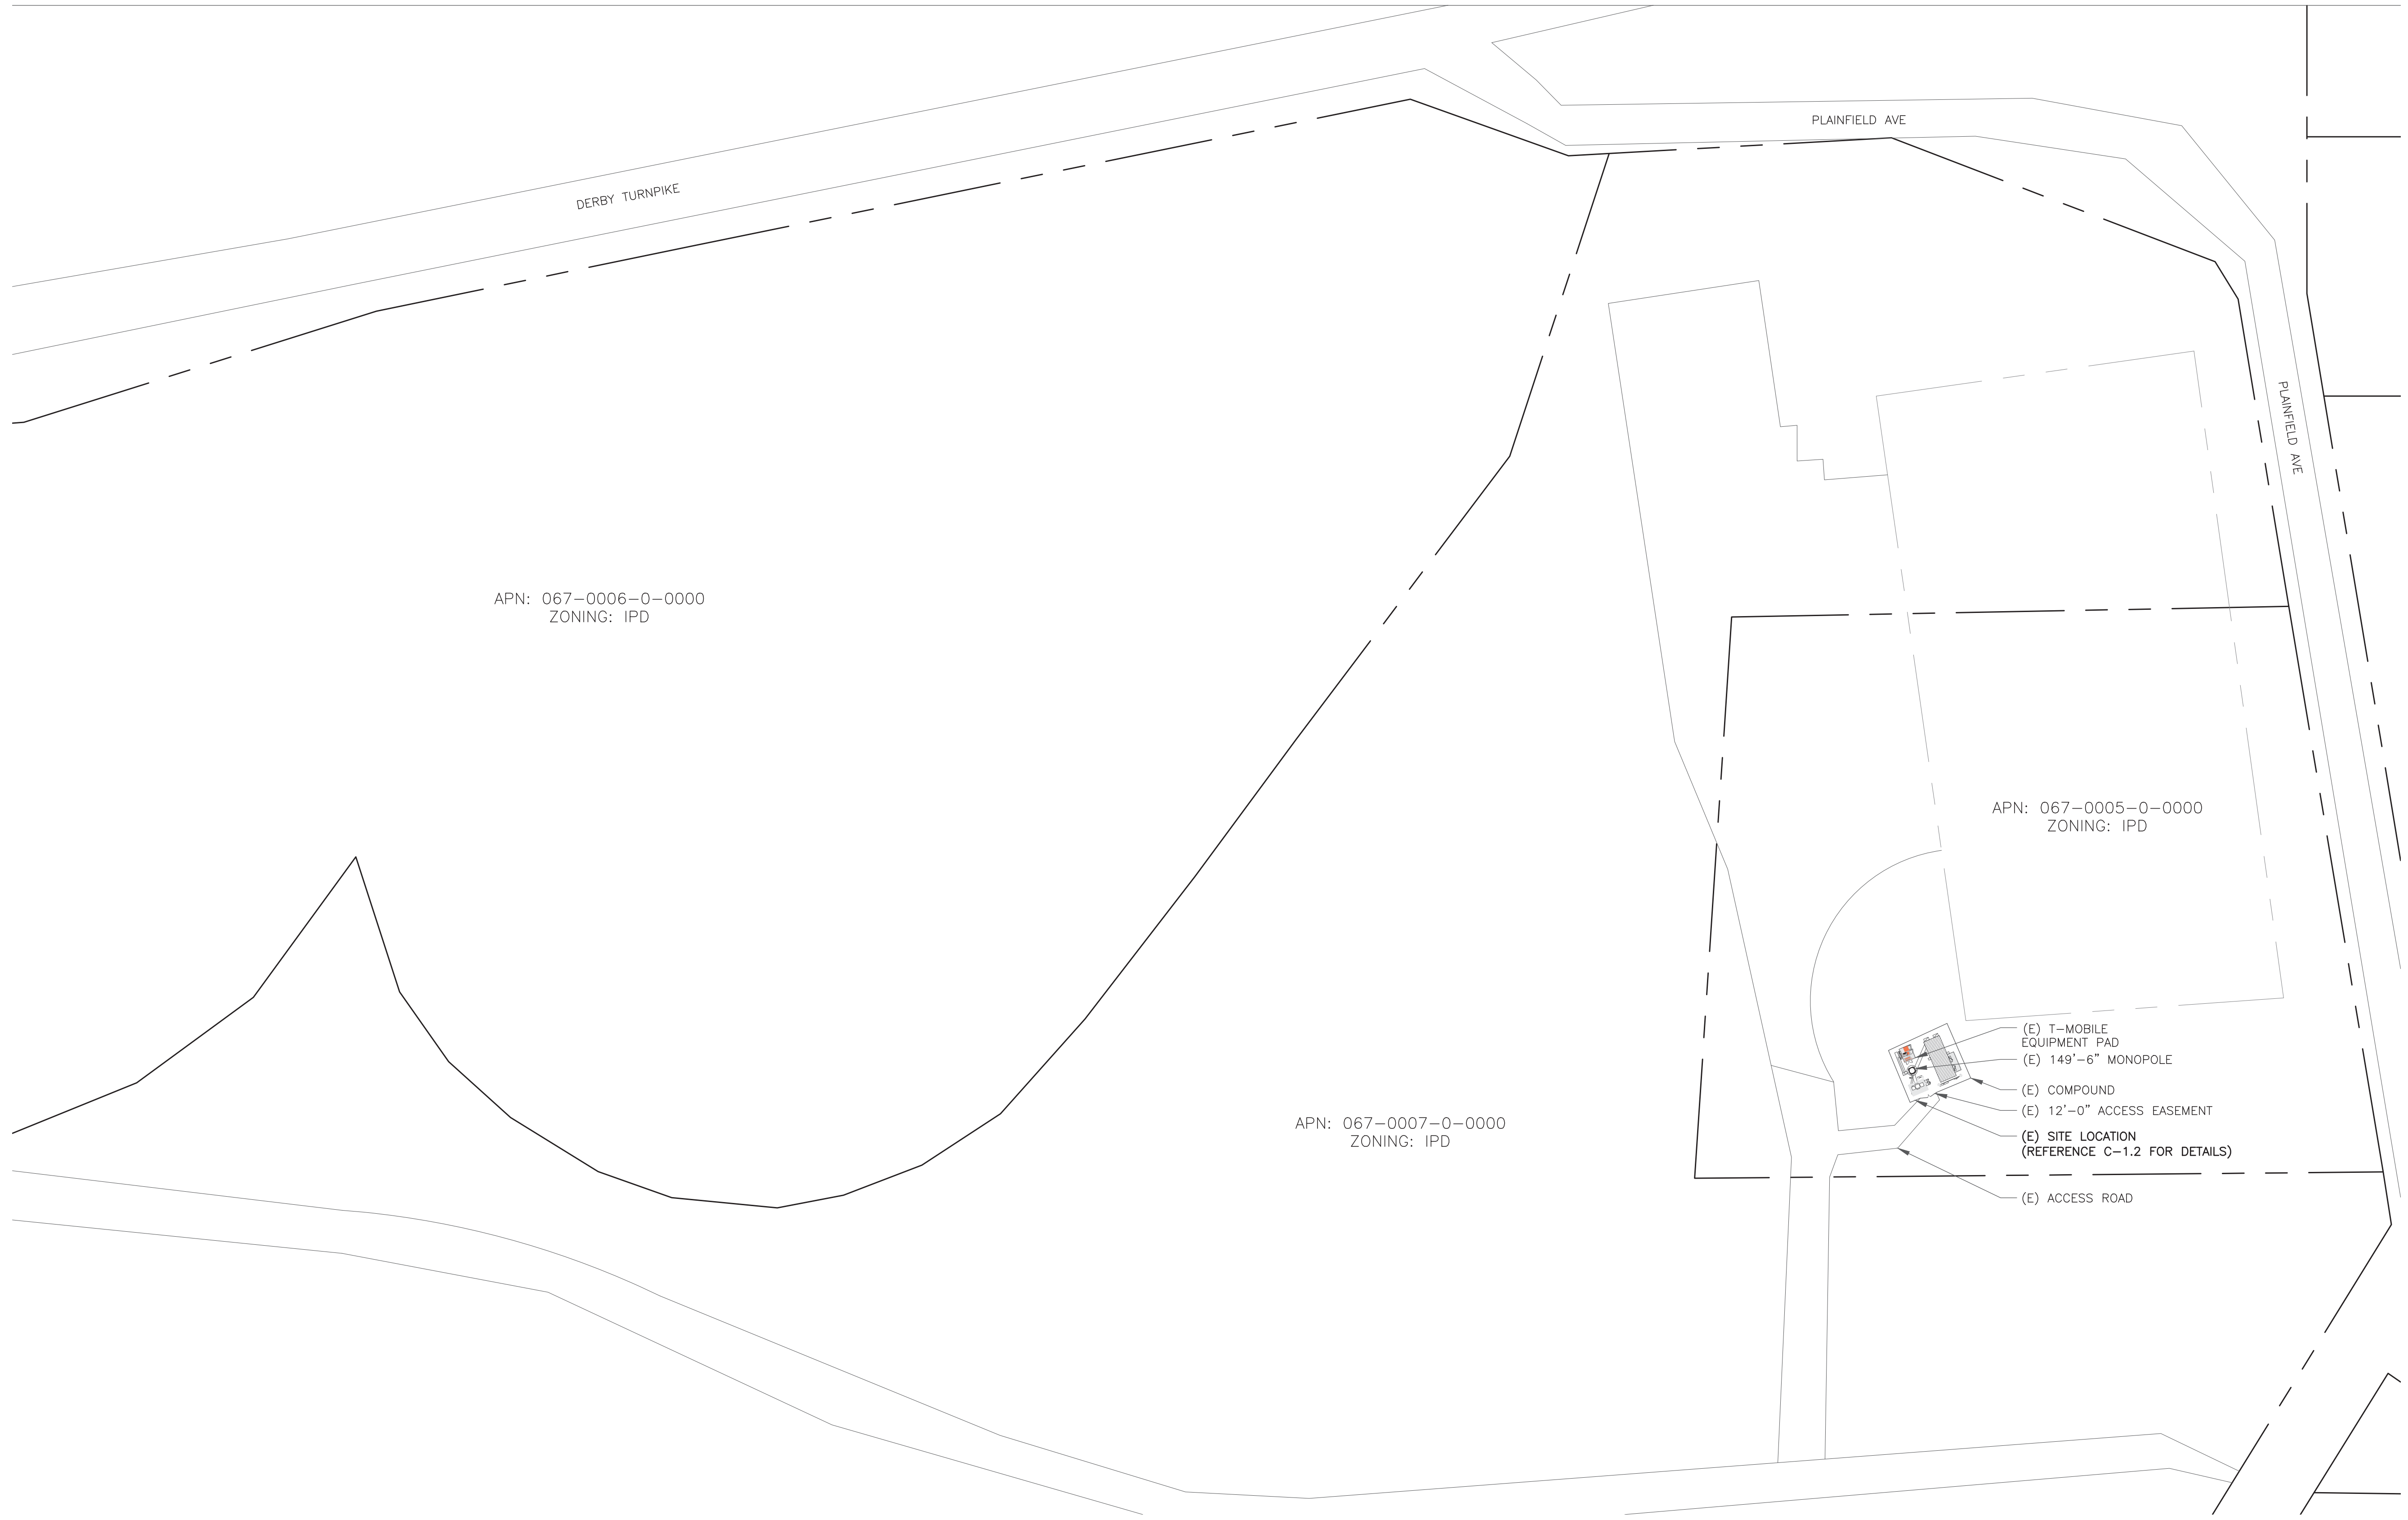 PLAINFIELD AVE
DERBY TURNPIKE
PLAINFIELD AVE
APN: 067-0006-0-0000
ZONING: IPD
APN: 067-0005-0-0000
ZONING: IPD
(E) T-MOBILE
EQUIPMENT PAD
(E) 149'-6" MONOPOLE
(E) COMPOUND
(E) 12'-0" ACCESS EASEMENT
(E) SITE LOCATION
(REFERENCE C-1.2 FOR DETAILS)
(E) ACCESS ROAD
APN: 067-0007-0-0000
ZONING: IPD